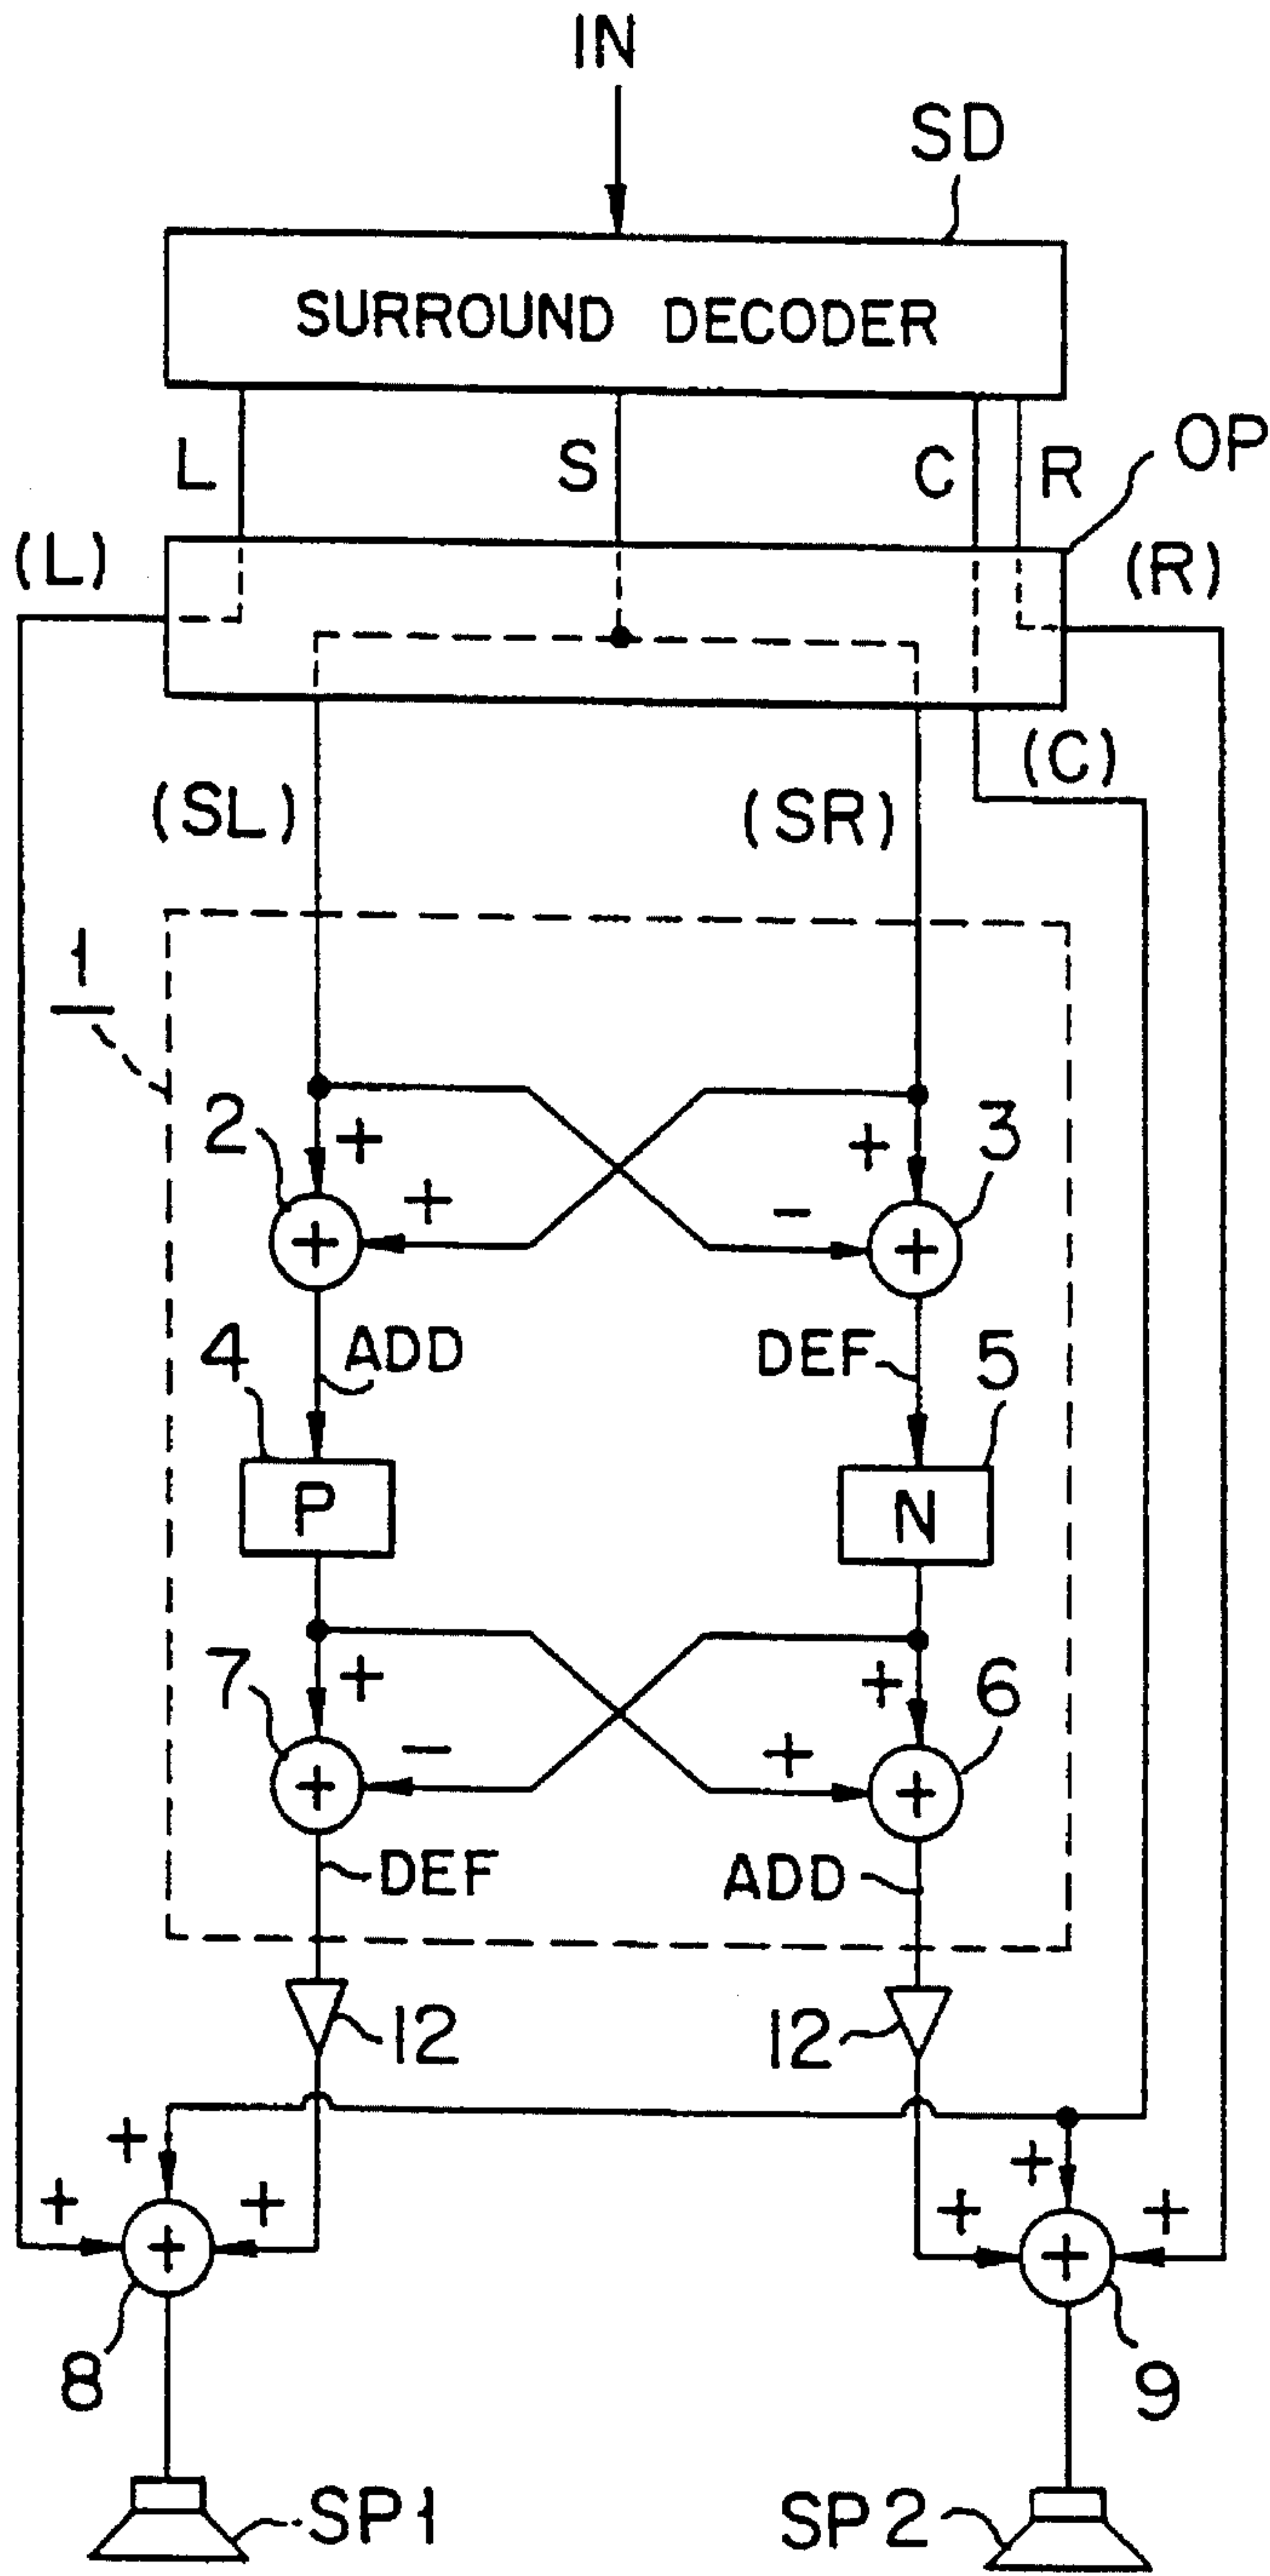 IN
SD
SURROUND DECODER
L S C R
OP
(L) (R)
(C)
(SL) (SR)
1
2 + + 3
+ -
+ +
4 ADD DEF 5
P N
7 + + 6
- +
+ +
DEF ADD
12 12
+ +
+ + + +
+ +
8 9
SP1 SP2